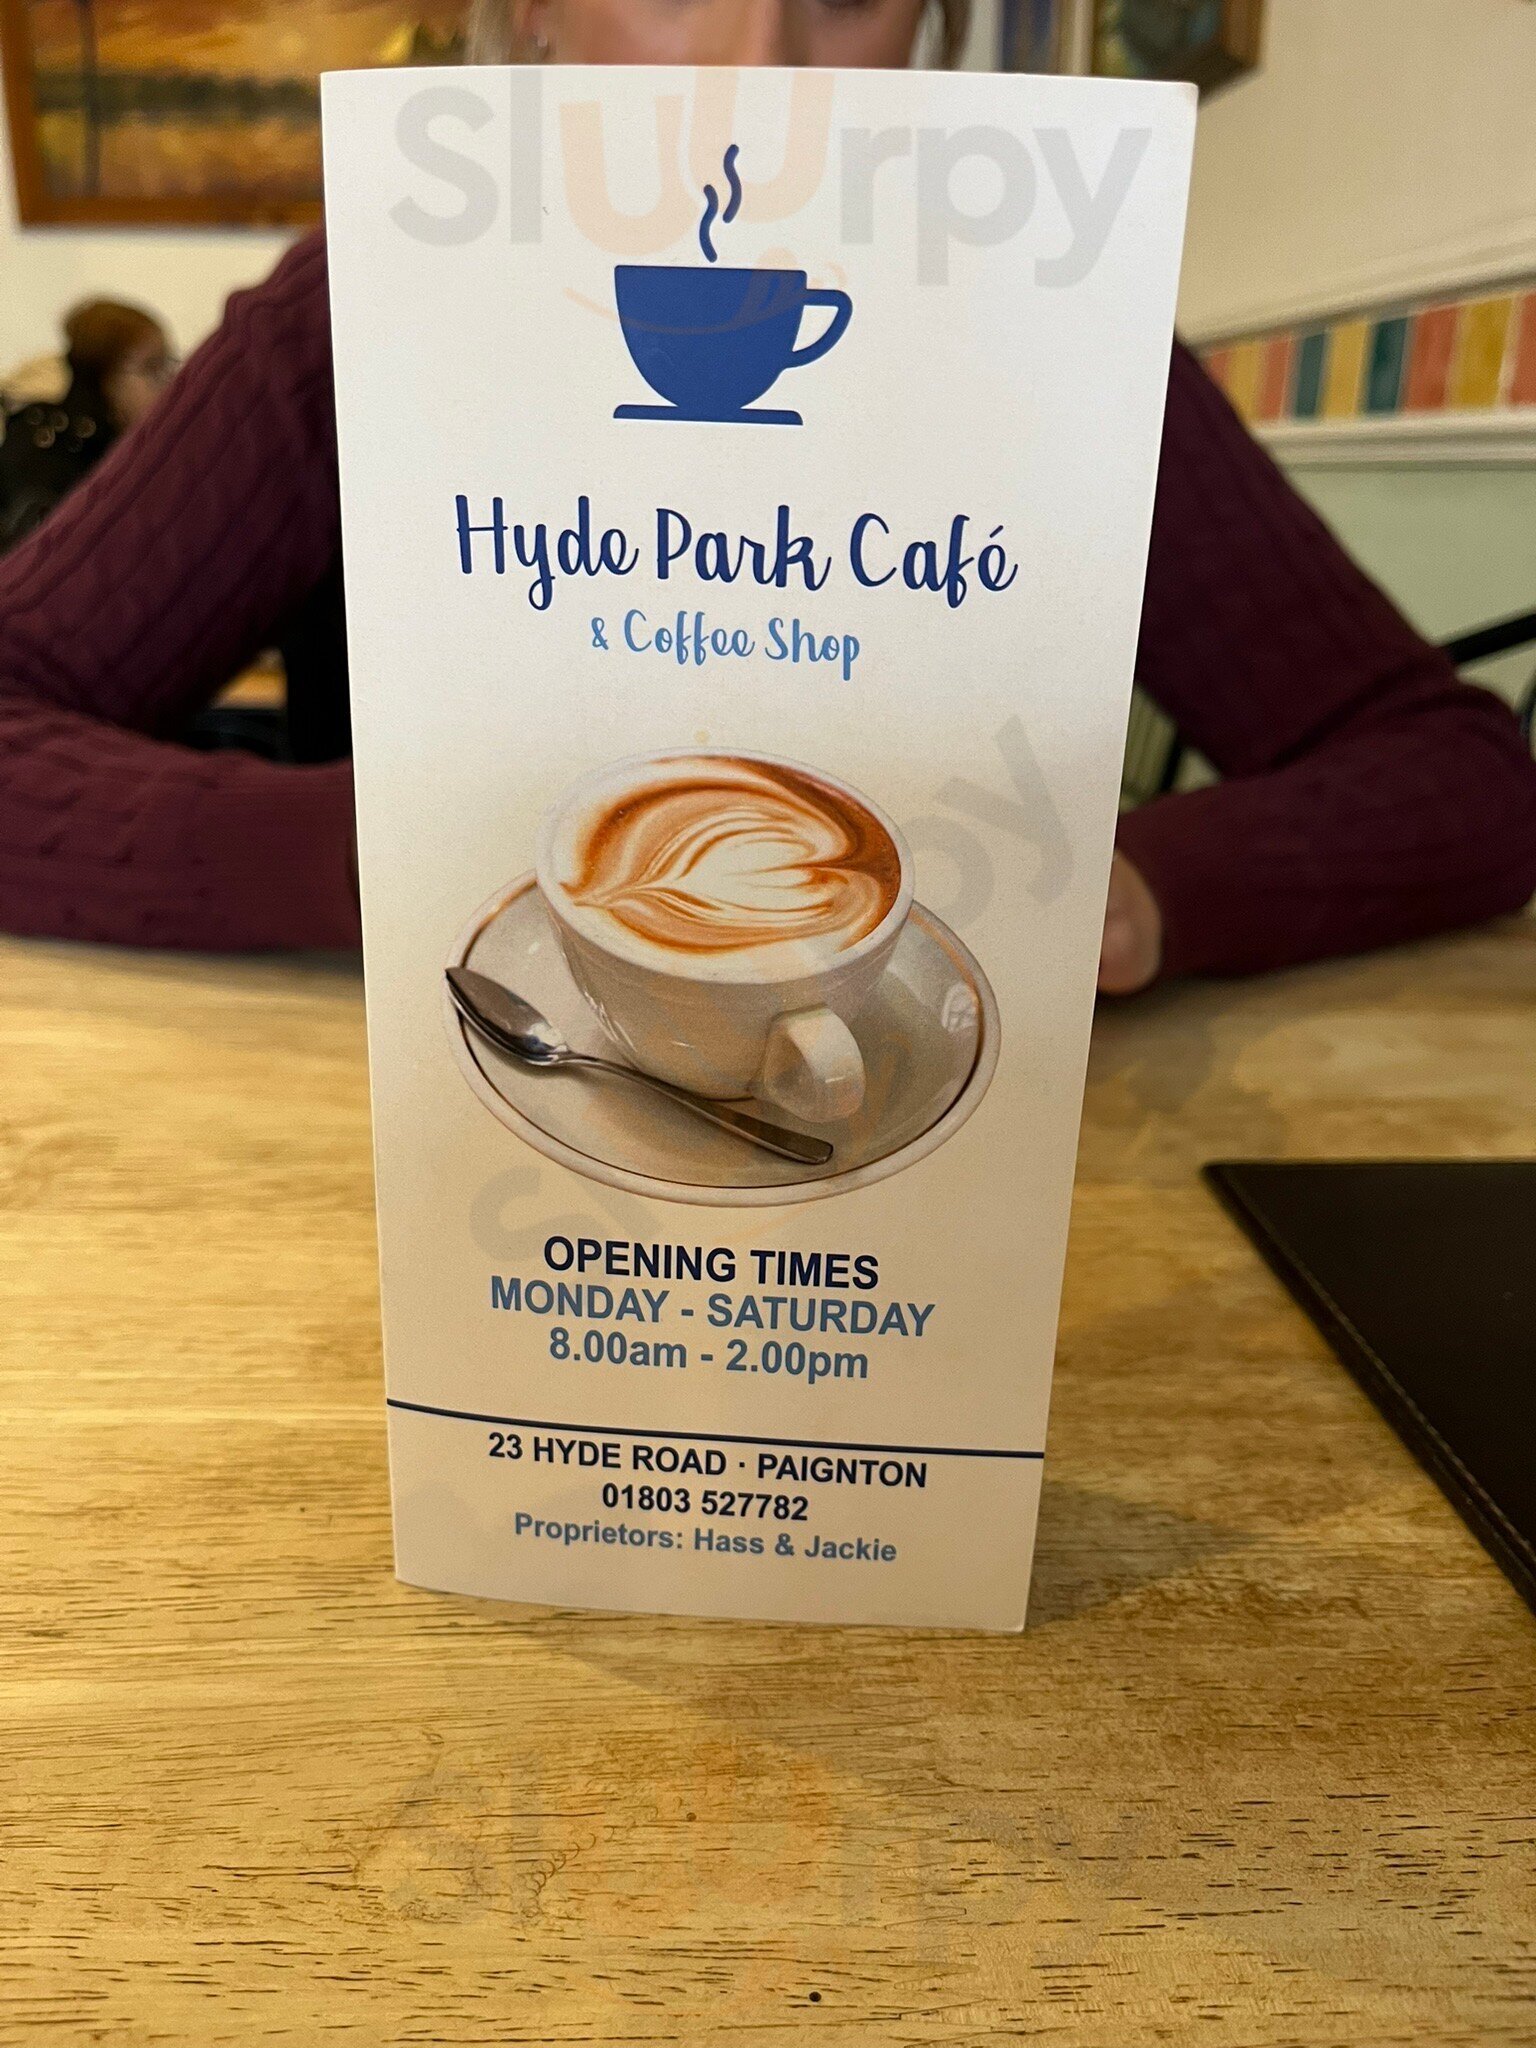 Sluurpy
Hyde Park Café
& Coffee Shop
OPENING TIMES
MONDAY - SATURDAY
8.00am - 2.00pm
23 HYDE ROAD · PAIGNTON
01803 527782
Proprietors: Hass & Jackie